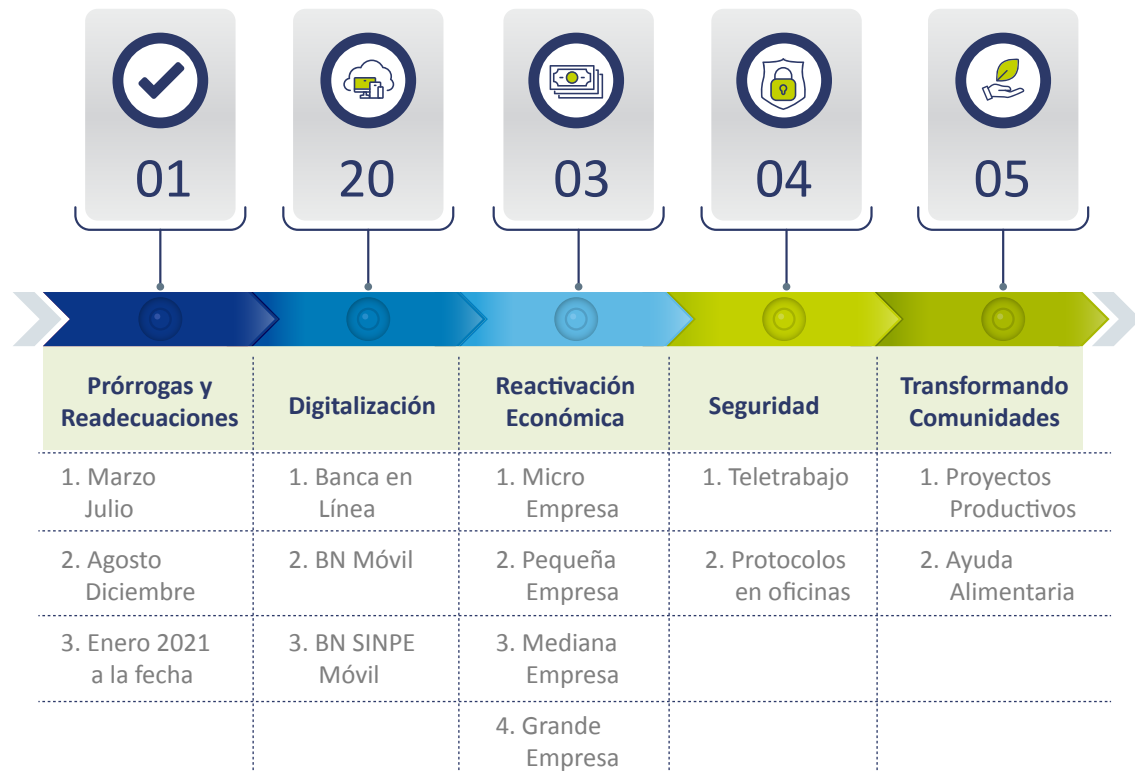 01
20
03
04
05
Prórrogas y
Readecuaciones
Digitalización
Reactivación
Económica
Seguridad
Transformando
Comunidades
1. Marzo
Julio
1. Banca en
Línea
1. Micro
Empresa
1. Teletrabajo
1. Proyectos
Productivos
2. Agosto
Diciembre
2. BN Móvil
2. Pequeña
Empresa
2. Protocolos
en oficinas
2. Ayuda
Alimentaria
3. Enero 2021
a la fecha
3. BN SINPE
Móvil
3. Mediana
Empresa
4. Grande
Empresa